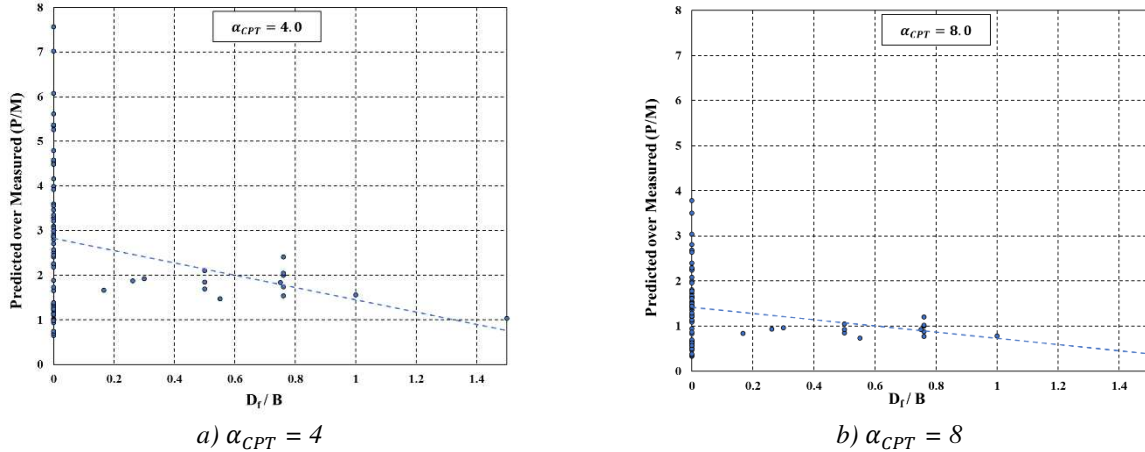 α_CPT = 4.0
Predicted over Measured (P/M)
8
7
6
5
4
3
2
1
0
0 0.2 0.4 0.6 0.8 1 1.2 1.4
D_f / B
a) α_CPT = 4
α_CPT = 8.0
Predicted over Measured (P/M)
8
7
6
5
4
3
2
1
0
0 0.2 0.4 0.6 0.8 1 1.2 1.4
D_f / B
b) α_CPT = 8